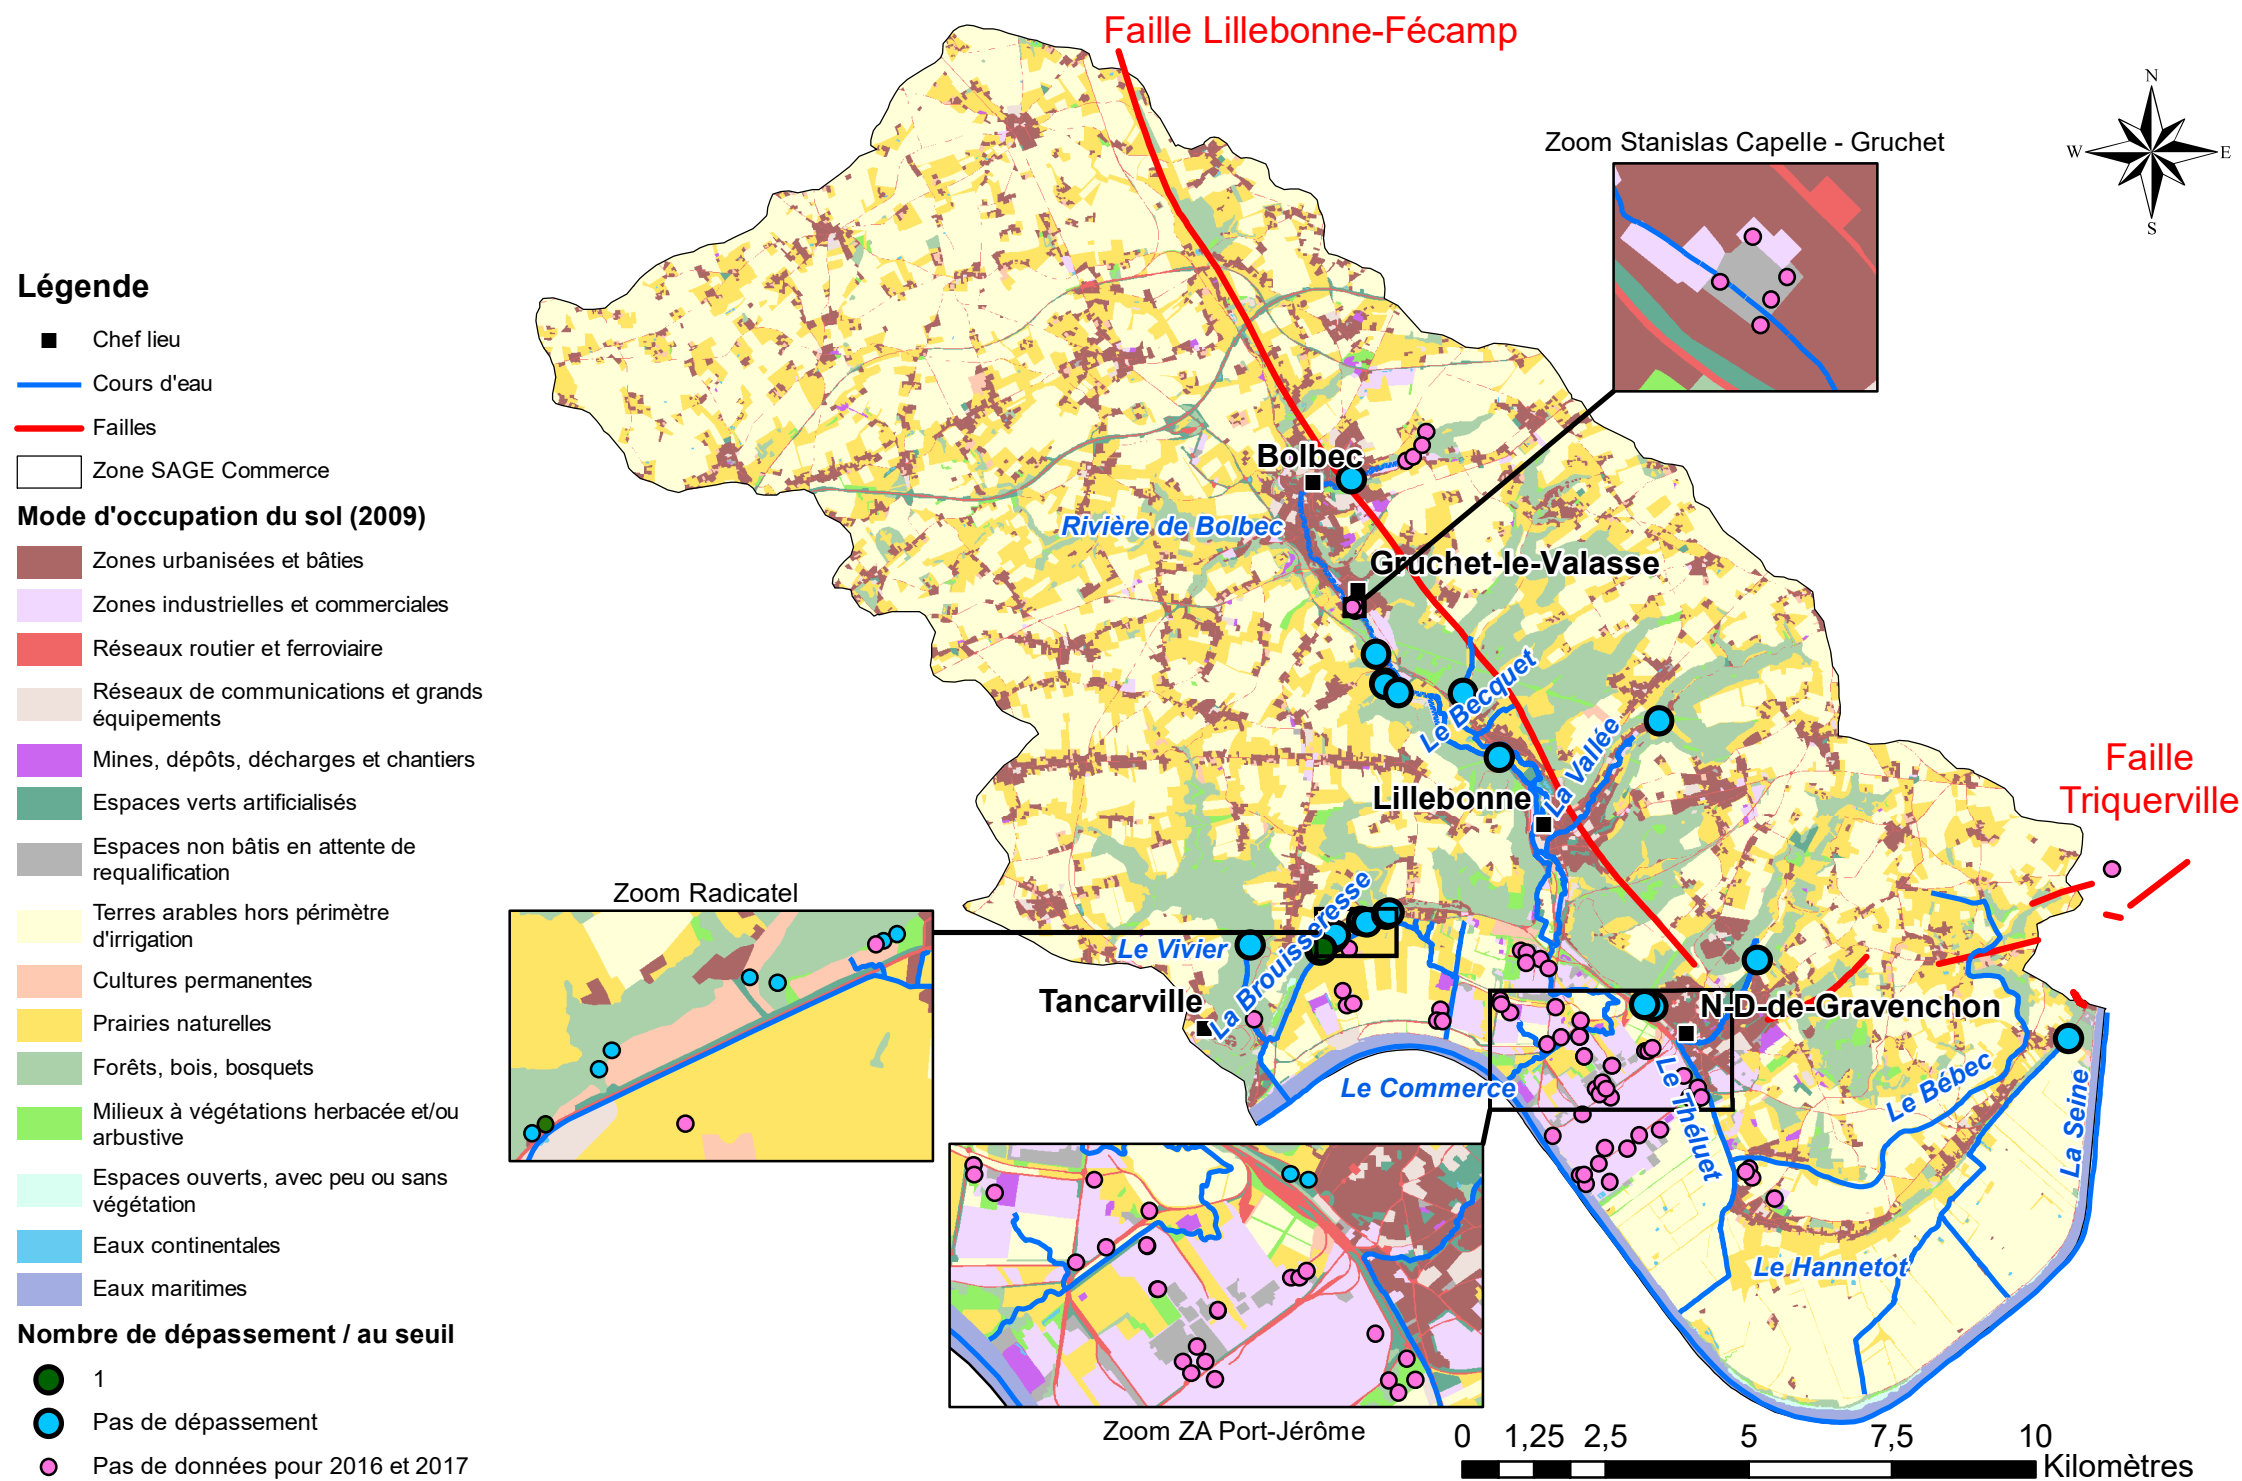 Faille Lillebonne-Fécamp
N
W
E
S
Zoom Stanislas Capelle - Gruchet
Légende
Chef lieu
Cours d'eau
Failles
Zone SAGE Commerce
Mode d'occupation du sol (2009)
Zones urbanisées et bâties
Zones industrielles et commerciales
Réseaux routier et ferroviaire
Réseaux de communications et grands
équipements
Mines, dépôts, décharges et chantiers
Espaces verts artificialisés
Espaces non bâtis en attente de
requalification
Terres arables hors périmètre
d'irrigation
Cultures permanentes
Prairies naturelles
Forêts, bois, bosquets
Milieux à végétations herbacée et/ou
arbustive
Espaces ouverts, avec peu ou sans
végétation
Eaux continentales
Eaux maritimes
Nombre de dépassement / au seuil
1
Pas de dépassement
Pas de données pour 2016 et 2017
Bolbec
Rivière de Bolbec
Gruchet-le-Valasse
Le Becquet
La Vallée
Lillebonne
Faille
Triquerville
Zoom Radicatel
Le Vivier
La Brouisseresse
Tancarville
N-D-de-Gravenchon
Le Commerce
Le Théluet
Le Bébec
La Seine
Le Hannetot
Zoom ZA Port-Jérôme
0 1,25 2,5 5 7,5 10
Kilomètres